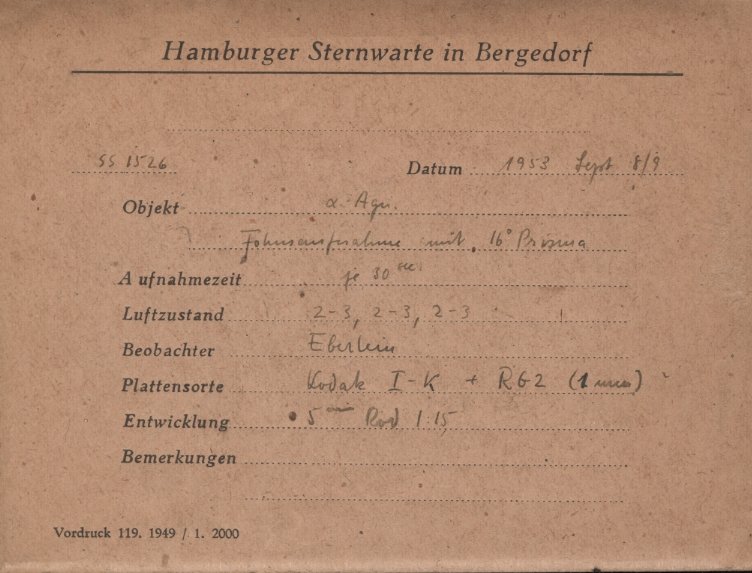 Hamburger Sternwarte in Bergedorf
SS 1526 Datum 1953 Sept 8/9
Objekt α-Aqu.
mit 16° Prisma
Aufnahmezeit je 30 sec.
Luftzustand 2-3, 2-3, 2-3
Beobachter Eberlein
Plattensorte Kodak I-K + RG2 (1 mm)
Entwicklung 5 Rod 1:15
Bemerkungen
Vordruck 119. 1949 / 1. 2000